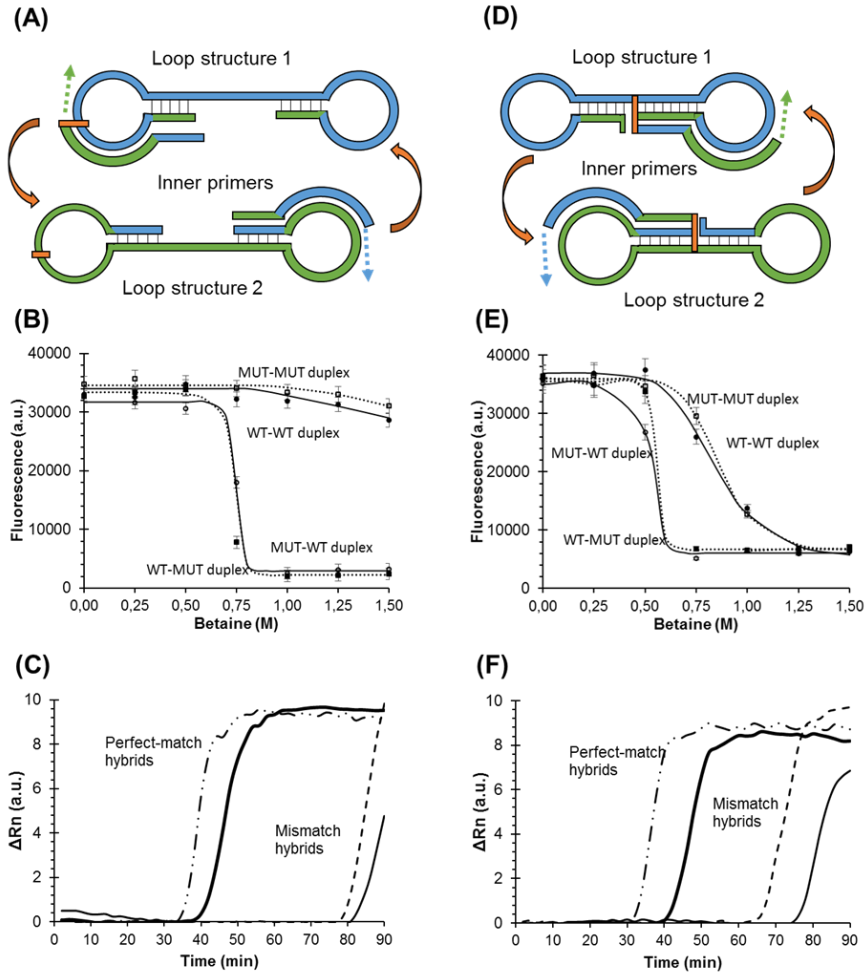 (A)
Loop structure 1
Inner primers
Loop structure 2
(D)
Loop structure 1
Inner primers
Loop structure 2
(B)
40000
30000
20000
10000
0
Fluorescence (a.u.)
MUT-MUT duplex
WT-WT duplex
MUT-WT duplex
WT-MUT duplex
0,00 0,25 0,50 0,75 1,00 1,25 1,50
Betaine (M)
(E)
40000
30000
20000
10000
0
Fluorescence (a.u.)
MUT-MUT duplex
WT-WT duplex
MUT-WT duplex
WT-MUT duplex
0,00 0,25 0,50 0,75 1,00 1,25 1,50
Betaine (M)
(C)
10
8
6
4
2
0
ΔRn (a.u.)
Perfect-match
hybrids
Mismatch
hybrids
0 10 20 30 40 50 60 70 80 90
Time (min)
(F)
10
8
6
4
2
0
ΔRn (a.u.)
Perfect-match
hybrids
Mismatch
hybrids
0 10 20 30 40 50 60 70 80 90
Time (min)